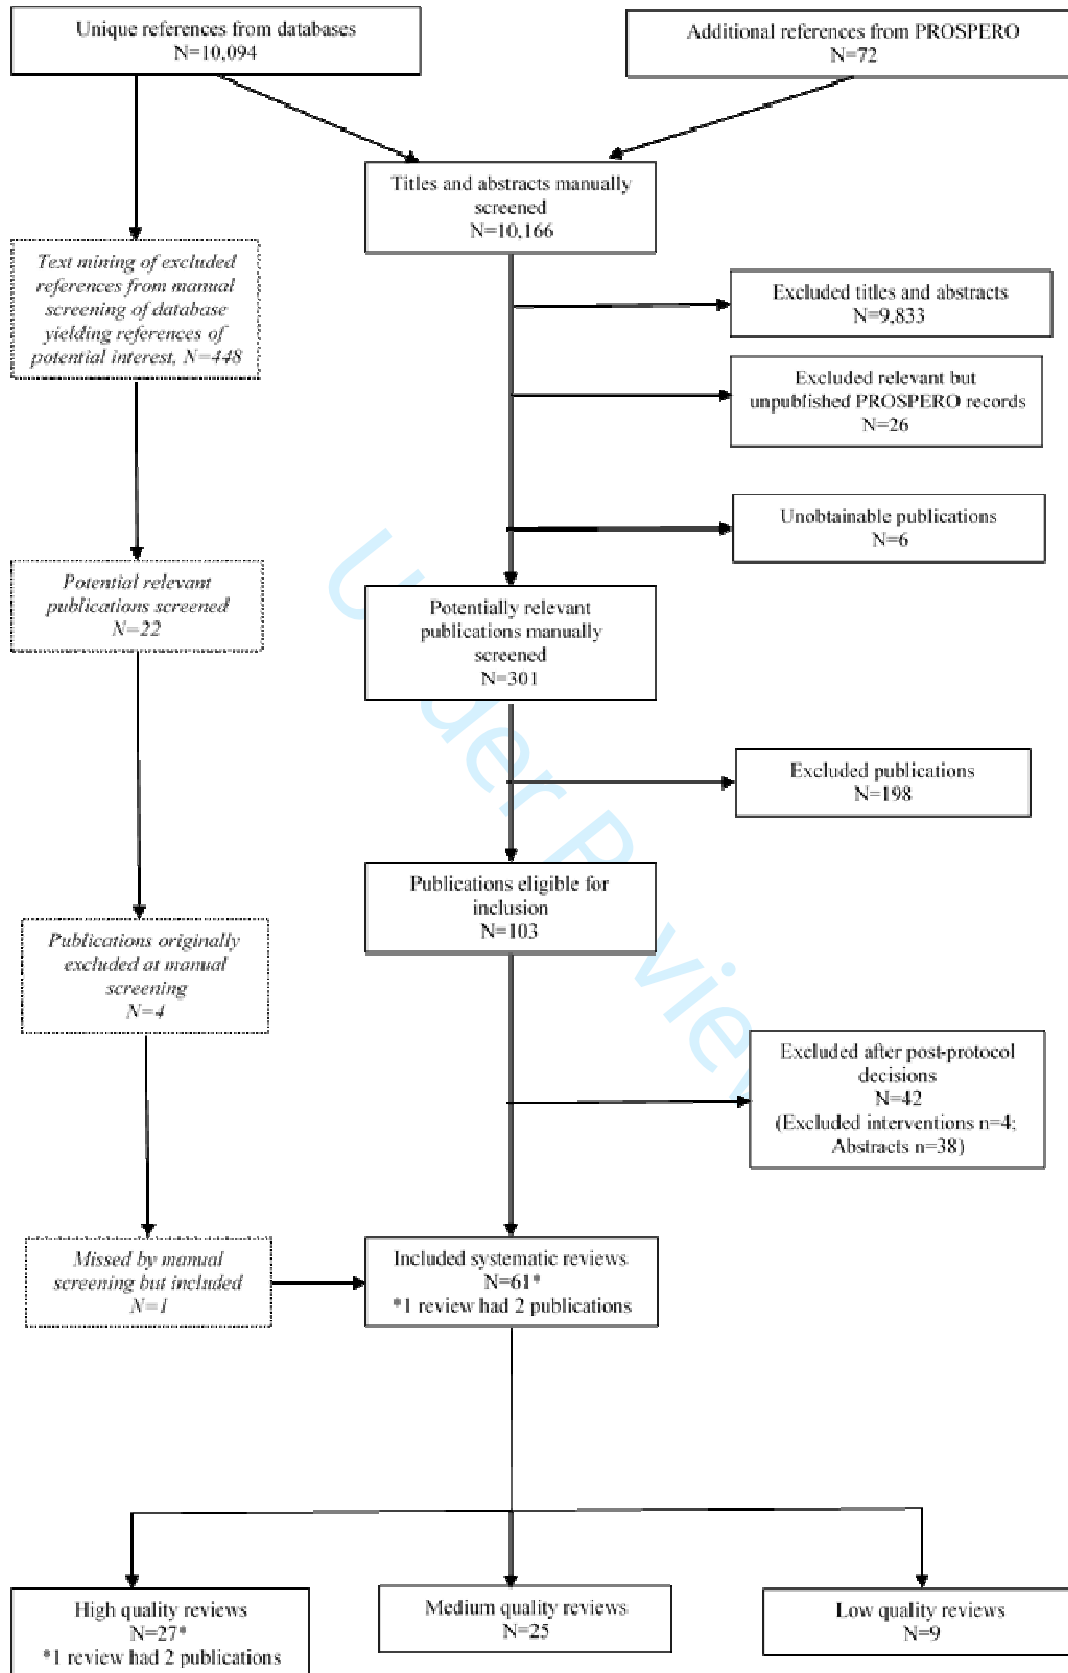 Unique references from databases
N=10,094
Additional references from PROSPERO
N=72
Titles and abstracts manually
screened
N=10,166
Text mining of excluded
references from manual
screening of database
yielding references of
potential interest, N=448
Excluded titles and abstracts
N=9,833
Excluded relevant but
unpublished PROSPERO records
N=26
Unobtainable publications
N=6
Potential relevant
publications screened
N=22
Potentially relevant
publications manually
screened
N=301
Excluded publications
N=198
Publications eligible for
inclusion
N=103
Publications originally
excluded at manual
screening
N=4
Excluded after post-protocol
decisions
N=42
(Excluded interventions n=4;
Abstracts n=38)
Missed by manual
screening but included
N=1
Included systematic reviews
N=61*
*1 review had 2 publications
High quality reviews
N=27*
*1 review had 2 publications
Medium quality reviews
N=25
Low quality reviews
N=9